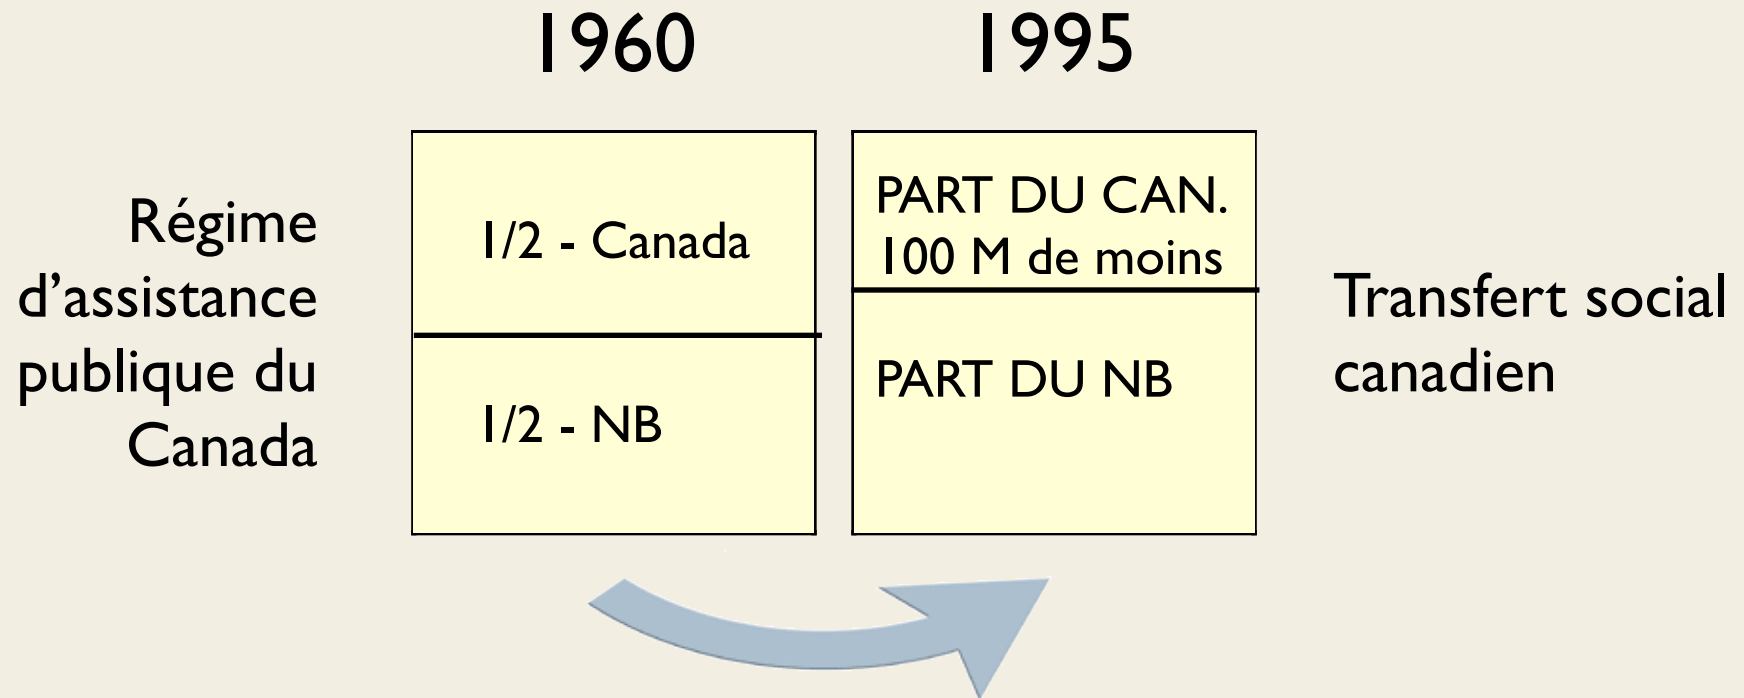 1960
1995
Régime
d’assistance
publique du
Canada
1/2 - Canada
1/2 - NB
PART DU CAN.
100 M de moins
PART DU NB
Transfert social
canadien